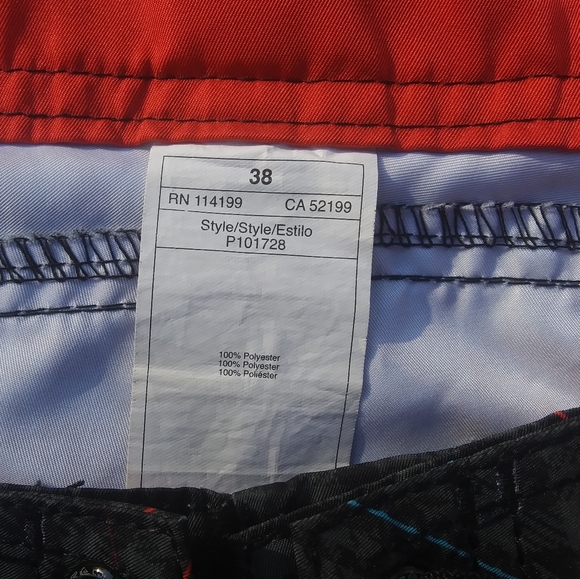 38
RN 114199 CA 52199
Style/Style/Estilo
P101728
100% Polyester
100% Polyester
100% Poliéster